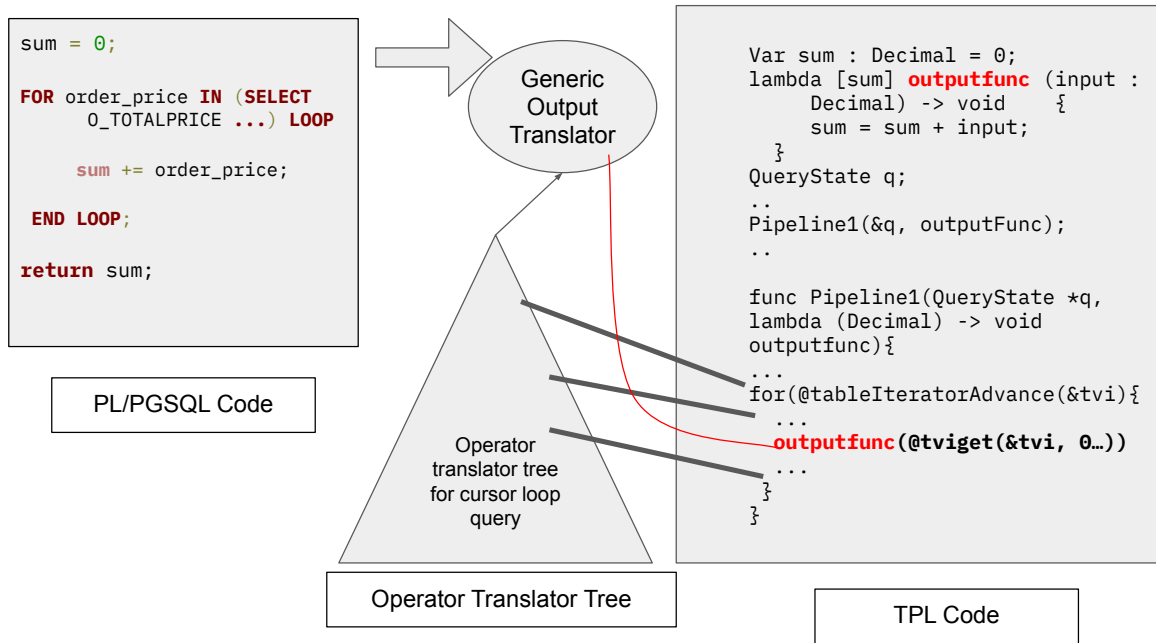 sum = 0;
FOR order_price IN (SELECT
O_TOTALPRICE ...) LOOP
sum += order_price;
END LOOP;
return sum;
PL/PGSQL Code
Generic
Output
Translator
Operator
translator tree
for cursor loop
query
Operator Translator Tree
Var sum : Decimal = 0;
lambda [sum] outputfunc (input :
Decimal) -> void    {
sum = sum + input;
}
QueryState q;
..
Pipeline1(&q, outputFunc);
..
func Pipeline1(QueryState *q,
lambda (Decimal) -> void
outputfunc){
...
for(@tableIteratorAdvance(&tvi){
...
outputfunc(@tviget(&tvi, 0…))
...
}
}
TPL Code